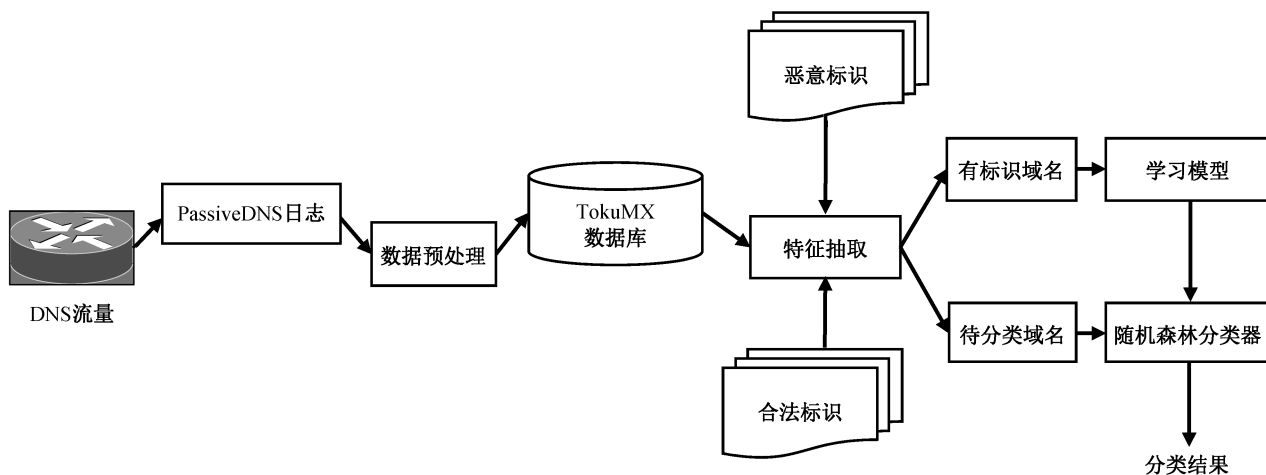 恶意标识
有标识域名
学习模型
PassiveDNS日志
TokuMX
数据库
数据预处理
特征抽取
DNS流量
待分类域名
随机森林分类器
合法标识
分类结果